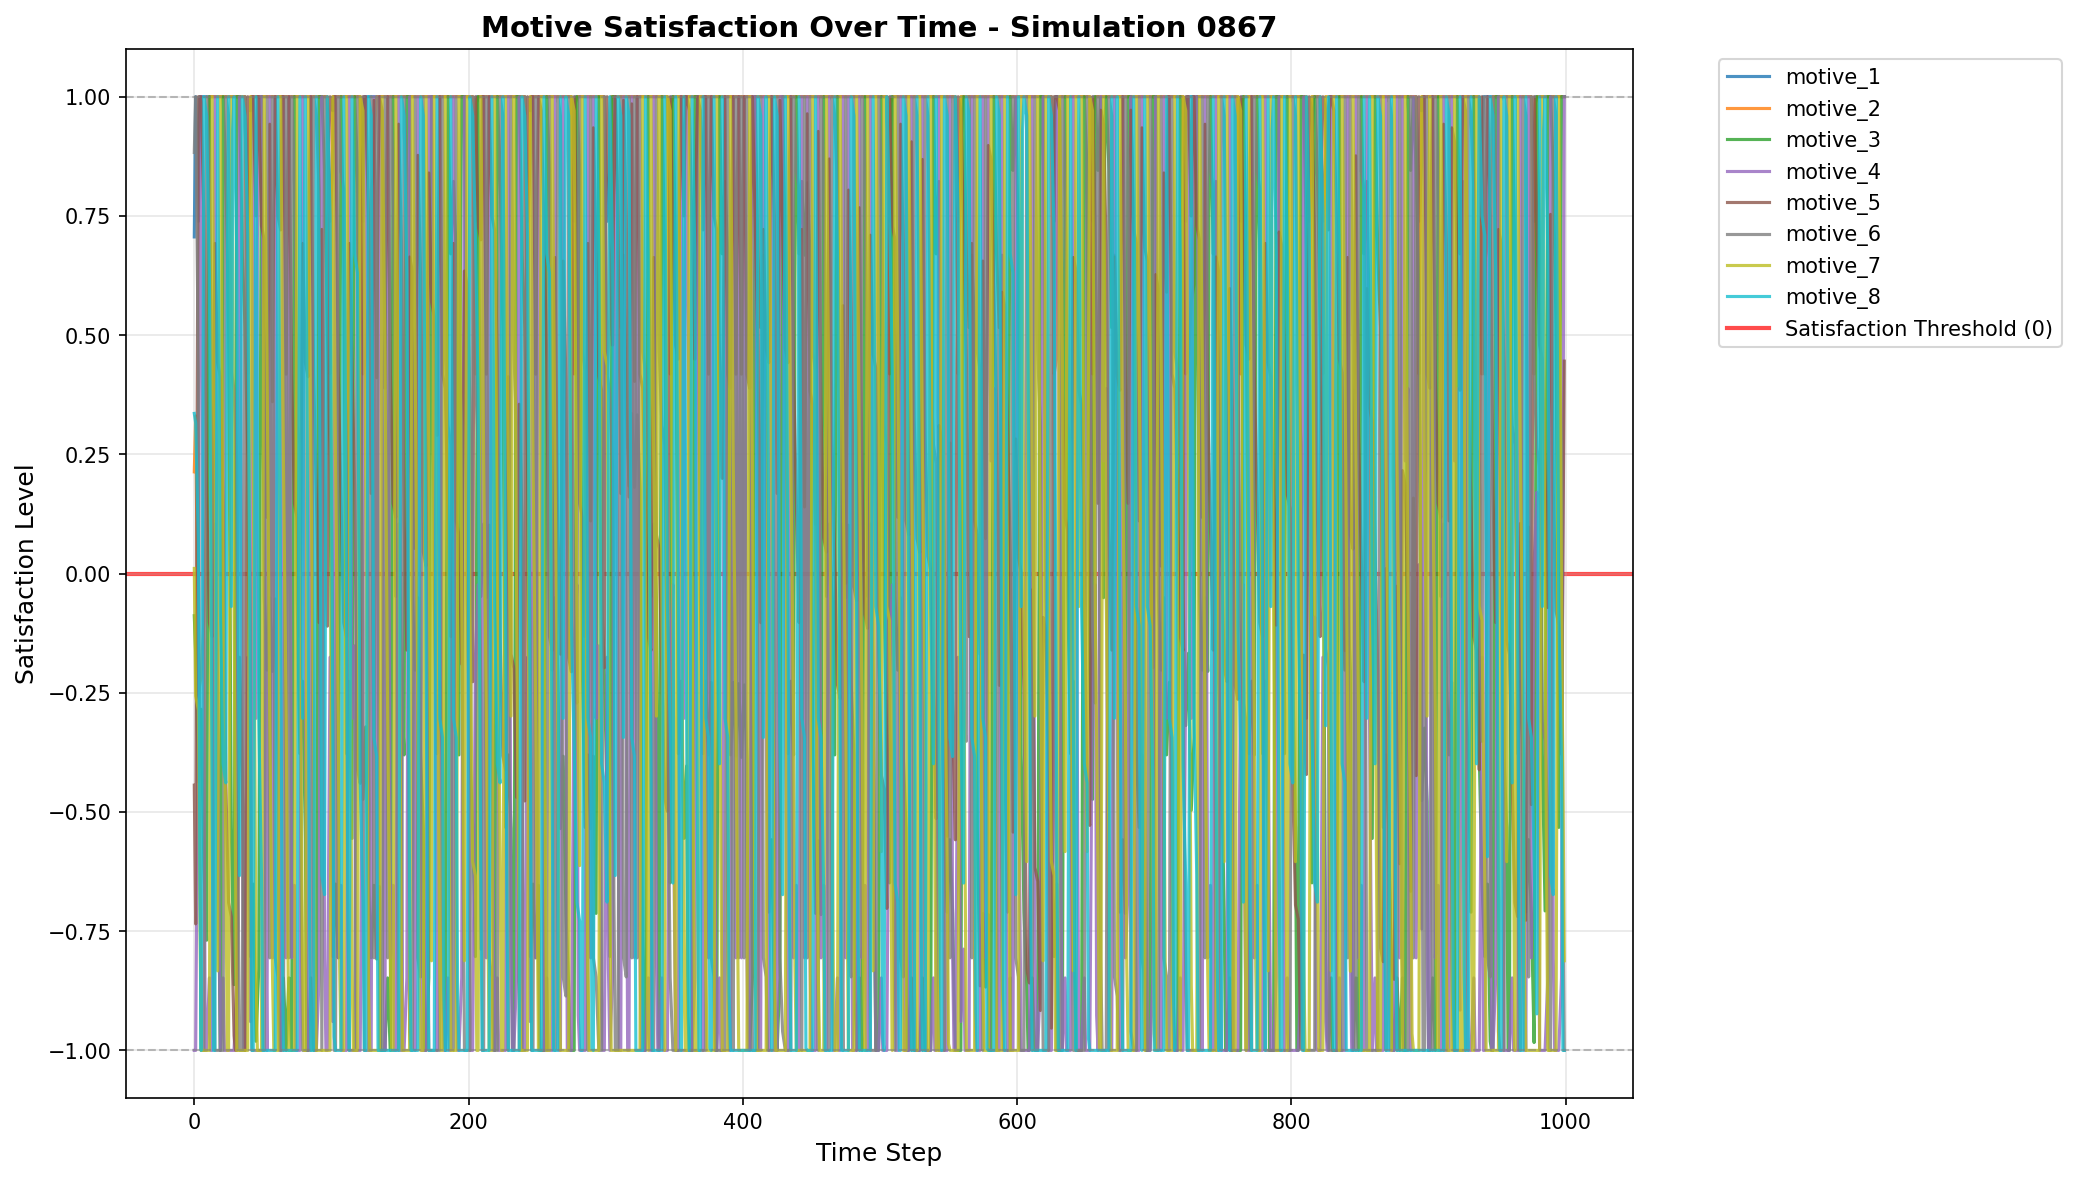 Motive Satisfaction Over Time - Simulation 0867
Satisfaction Level
1.00
0.75
0.50
0.25
0.00
−0.25
−0.50
−0.75
−1.00
0
200
400
600
800
1000
Time Step
motive_1
motive_2
motive_3
motive_4
motive_5
motive_6
motive_7
motive_8
Satisfaction Threshold (0)